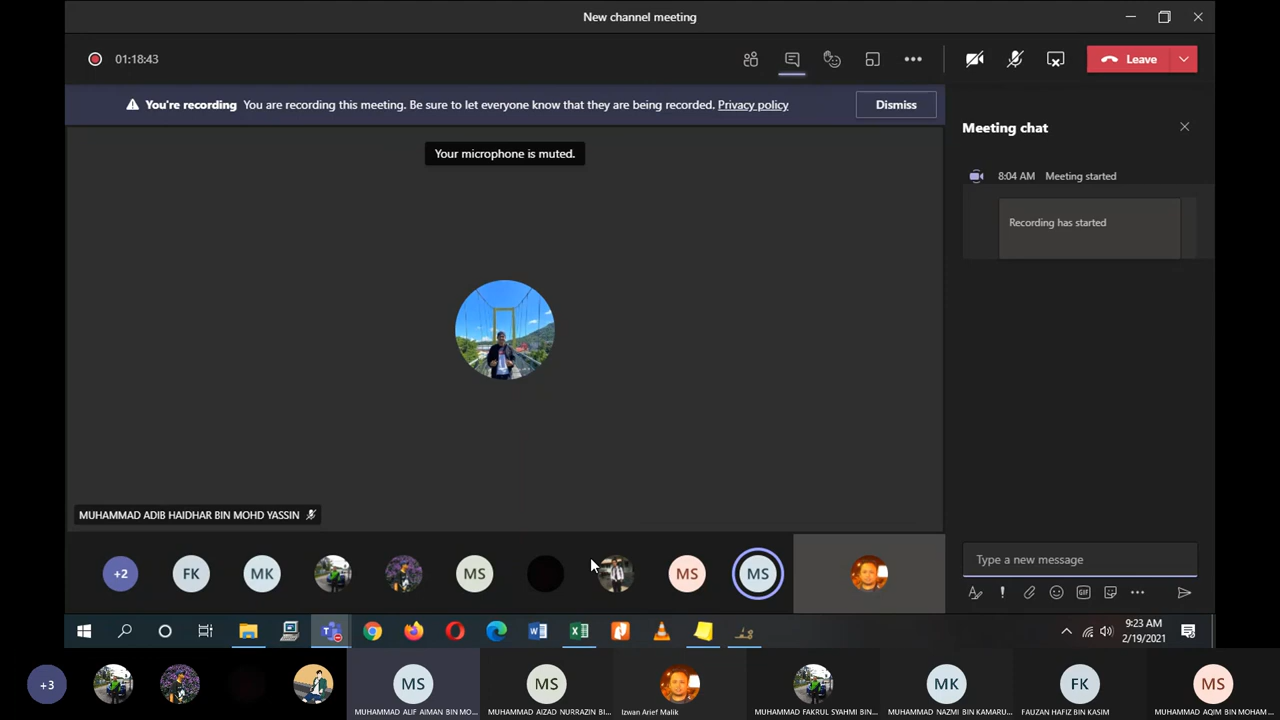 New channel meeting
01:18:43
Leave
You're recording You are recording this meeting. Be sure to let everyone know that they are being recorded. Privacy policy
Dismiss
Meeting chat
Your microphone is muted.
8:04 AM Meeting started
Recording has started
MUHAMMAD ADIB HAIDHAR BIN MOHD YASSIN
+2
FK
MK
MS
MS
MS
Type a new message
GIF
9:23 AM
2/19/2021
+3
MS
MS
MK
FK
MS
MUHAMMAD ALIF AIMAN BIN MO...
MUHAMMAD AIZAD NURRAZIN BI...
Izwan Arief Malik
MUHAMMAD FAKRUL SYAHMI BIN...
MUHAMMAD NAZMI BIN KAMARU...
FAUZAN HAFIZ BIN KASIM
MUHAMMAD AQIM BIN MOHAM...